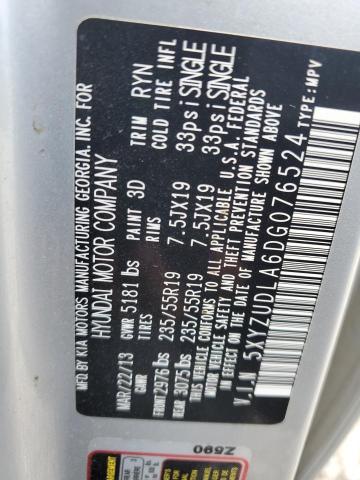 MFD BY KIA MOTORS MANUFACTURING GEORGIA. INC. FOR
HYUNDAI MOTOR COMPANY
MAR/22/13 GVWR 5181 lbs PAINT 3D TRIM RYN
GAWR TIRES RIMS COLD TIRE INFL
FRONT 2976 lbs 235/55R19 7.5JX19 33psi SINGLE
REAR 3075 lbs 235/55R19 7.5JX19 33psi SINGLE
THIS VEHICLE CONFORMS TO ALL APPLICABLE U.S.A. FEDERAL
MOTOR VEHICLE SAFETY AND THEFT PREVENTION STANDARDS
IN EFFECT ON THE DATE OF MANUFACTURE SHOWN ABOVE
V.I.N 5XYZUDLA6DG076524 TYPE: MPV
Z590